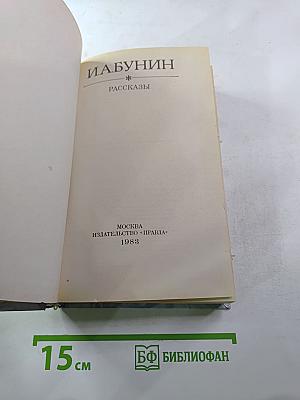 И.А.БУНИН
*
РАССКАЗЫ
МОСКВА
ИЗДАТЕЛЬСТВО «ПРАВДА»
1983
15 см
БФ БИБЛИОФАН